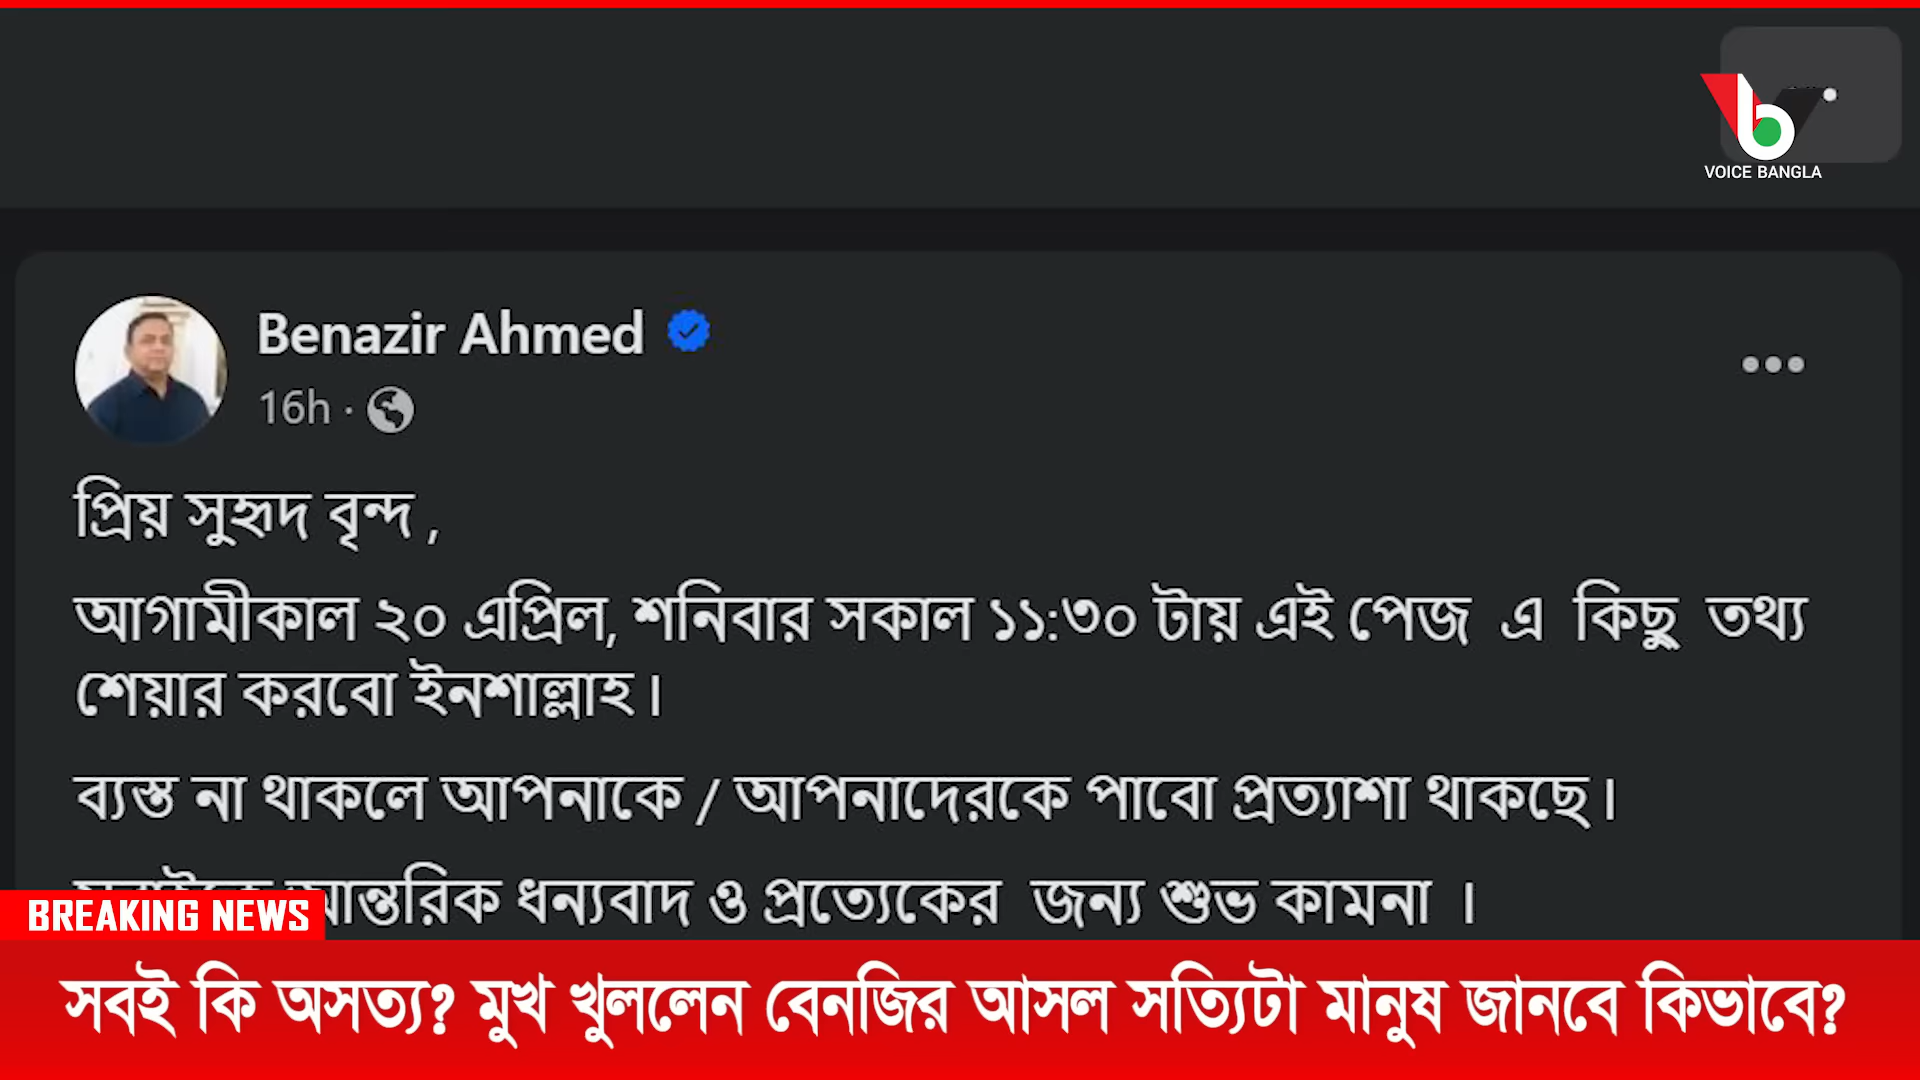 VOICE BANGLA
Benazir Ahmed
16h ·
প্রিয় সুহৃদ বৃন্দ ,
আগামীকাল ২০ এপ্রিল, শনিবার সকাল ১১:৩০ টায় এই পেজ এ কিছু তথ্য
শেয়ার করবো ইনশাল্লাহ।
ব্যস্ত না থাকলে আপনাকে / আপনাদেরকে পাবো প্রত্যাশা থাকছে।
আন্তরিক ধন্যবাদ ও প্রত্যেকের জন্য শুভ কামনা ।
BREAKING NEWS
সবই কি অসত্য? মুখ খুললেন বেনজির আসল সত্যিটা মানুষ জানবে কিভাবে?